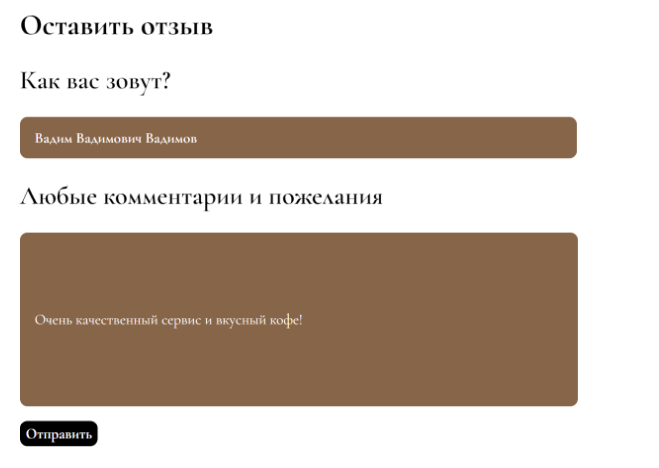 Оставить отзыв
Как вас зовут?
Вадим Вадимович Вадимов
Любые комментарии и пожелания
Очень качественный сервис и вкусный кофе!
Отправить